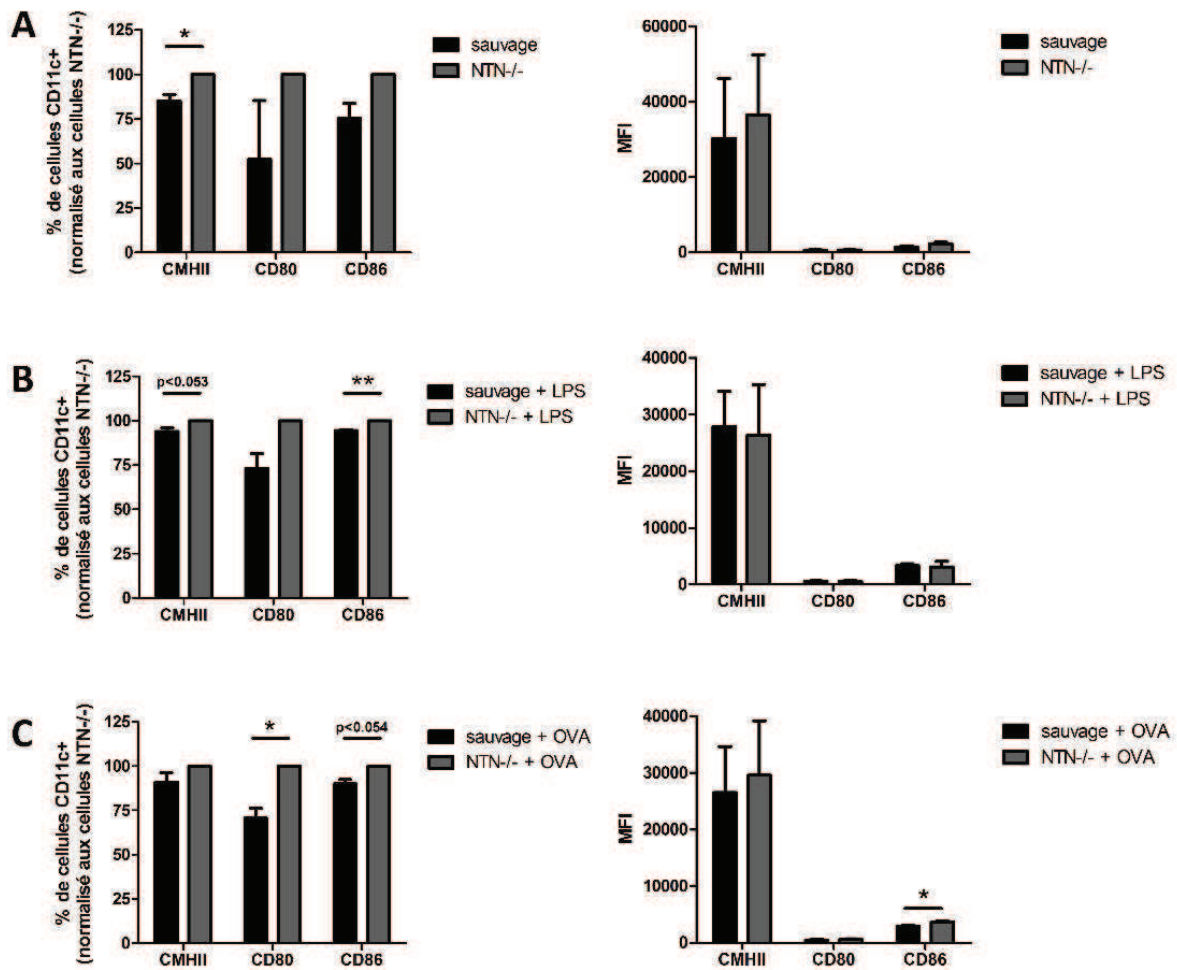 A
% de cellules CD11c+
(normalisé aux cellules NTN-/-)
125
100
75
50
25
0
*
CMHII CD80 CD86
sauvage
NTN-/-
MFI
60000
40000
20000
0
CMHII CD80 CD86
sauvage
NTN-/-
B
% de cellules CD11c+
(normalisé aux cellules NTN-/-)
125
100
75
50
25
0
p<0.053
**
CMHII CD80 CD86
sauvage + LPS
NTN-/- + LPS
MFI
40000
30000
20000
10000
0
CMHII CD80 CD86
sauvage + LPS
NTN-/- + LPS
C
% de cellules CD11c+
(normalisé aux cellules NTN-/-)
125
100
75
50
25
0
*
p<0.054
CMHII CD80 CD86
sauvage + OVA
NTN-/- + OVA
MFI
40000
30000
20000
10000
0
*
CMHII CD80 CD86
sauvage + OVA
NTN-/- + OVA